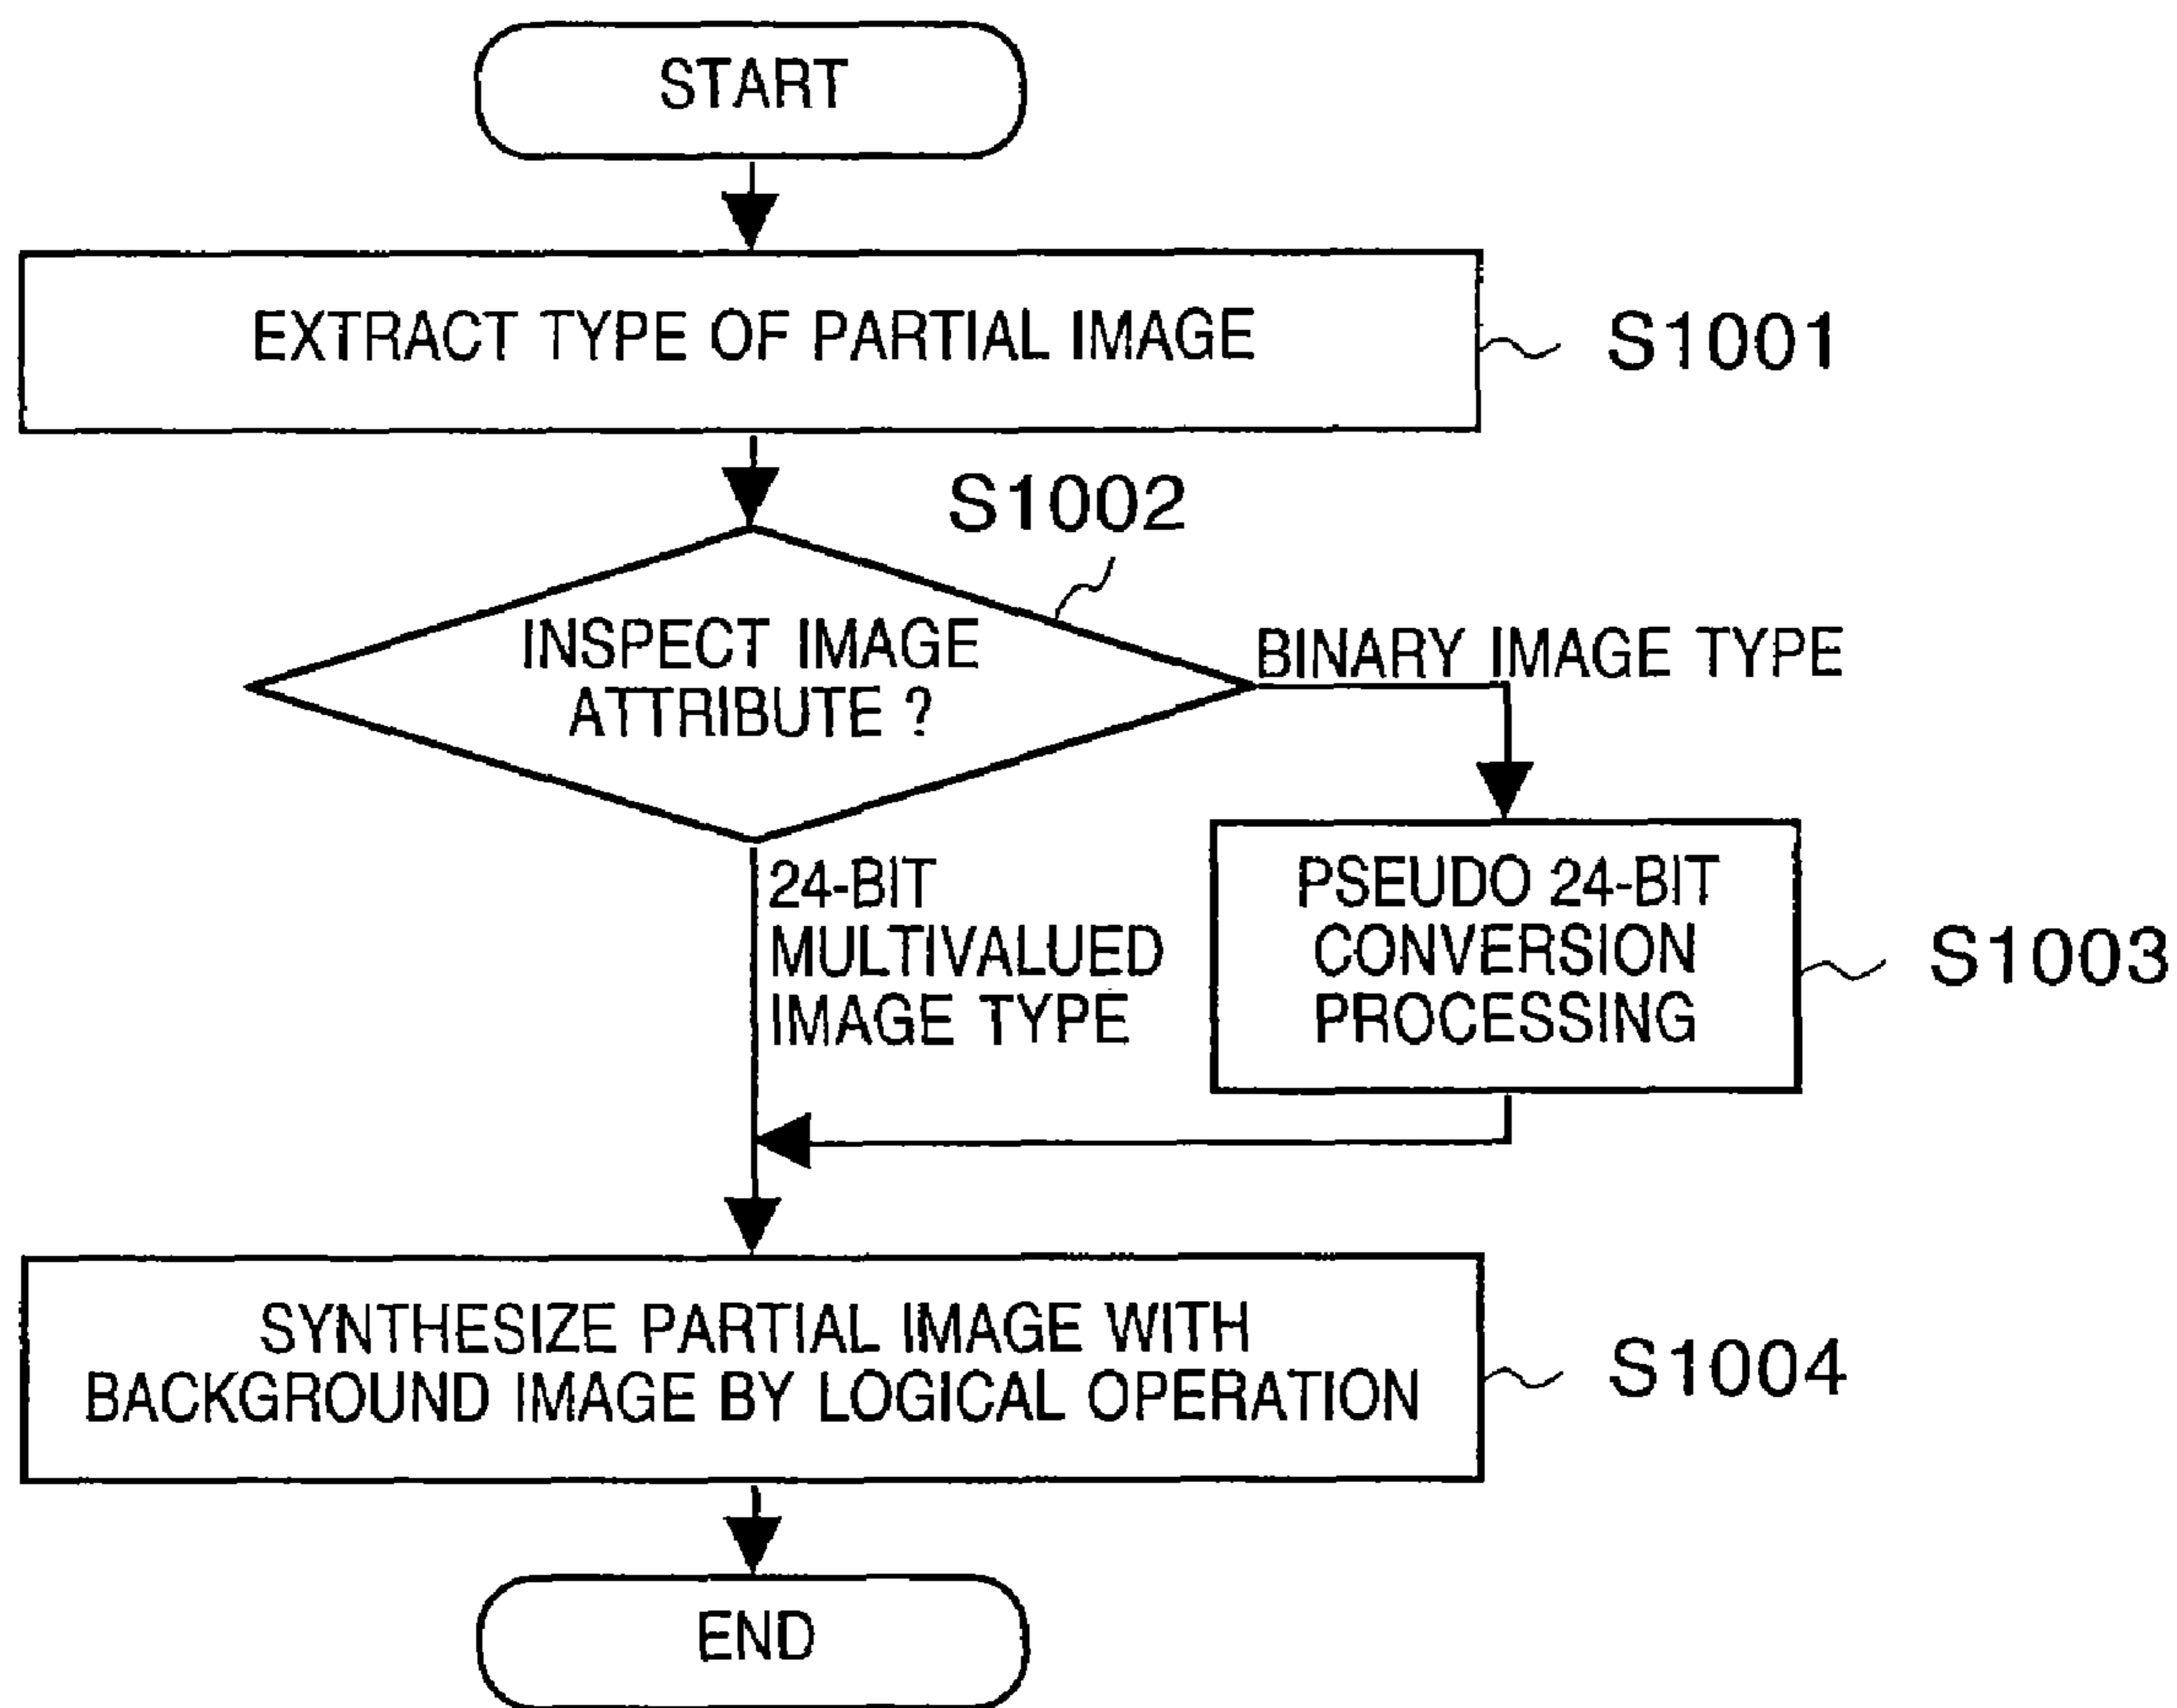 START
EXTRACT TYPE OF PARTIAL IMAGE
S1001
S1002
INSPECT IMAGE
ATTRIBUTE ?
BINARY IMAGE TYPE
24-BIT
MULTIVALUED
IMAGE TYPE
PSEUDO 24-BIT
CONVERSION
PROCESSING
S1003
SYNTHESIZE PARTIAL IMAGE WITH
BACKGROUND IMAGE BY LOGICAL OPERATION
S1004
END